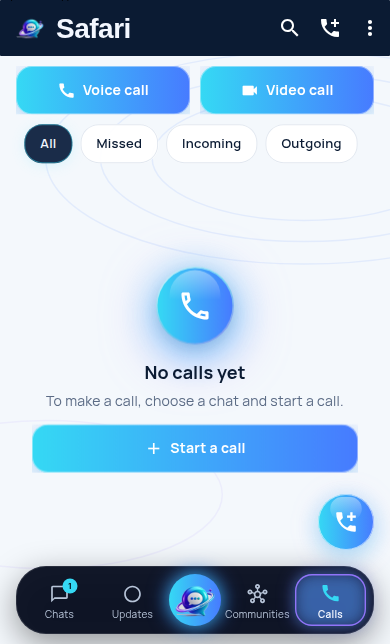 Safari
Voice call
Video call
All
Missed
Incoming
Outgoing
No calls yet
To make a call, choose a chat and start a call.
Start a call
1
Chats
Updates
Communities
Calls